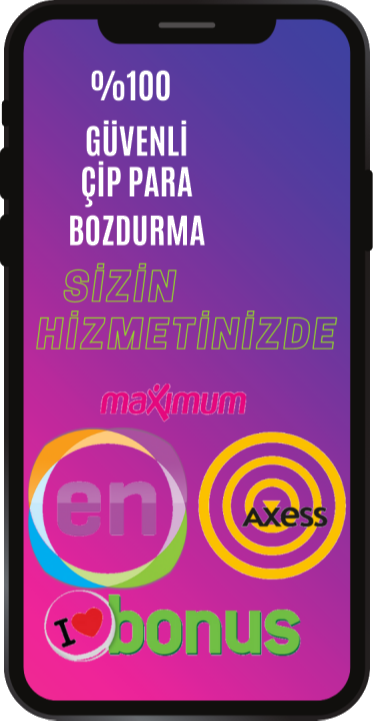 %100
GÜVENLİ
ÇİP PARA
BOZDURMA
SİZİN
HİZMETİNİZDE
maximum
en
axess
I ❤ bonus